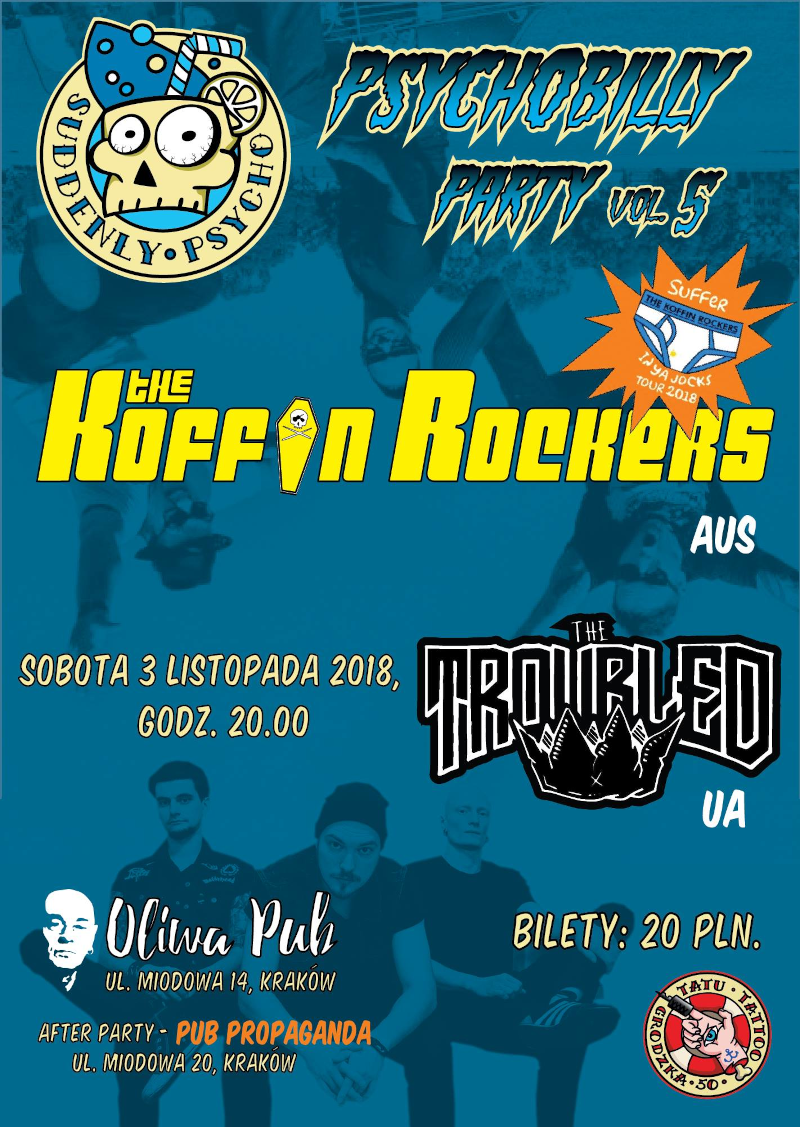 SUDDENLY • PSYCHO
PSYCHOBILLY
PARTY VOL. 5
SUFFER
THE KOFFIN ROCKERS
IN YA JOCKS
TOUR 2018
THE
KOFFIN ROCKERS
AUS
SOBOTA 3 LISTOPADA 2018,
GODZ. 20.00
THE
TROUBLED
UA
Oliwa Pub
UL. MIODOWA 14, KRAKÓW
BILETY: 20 PLN.
AFTER PARTY - PUB PROPAGANDA
UL. MIODOWA 20, KRAKÓW
TATU • TATTOO
GRODZKA • 50 •